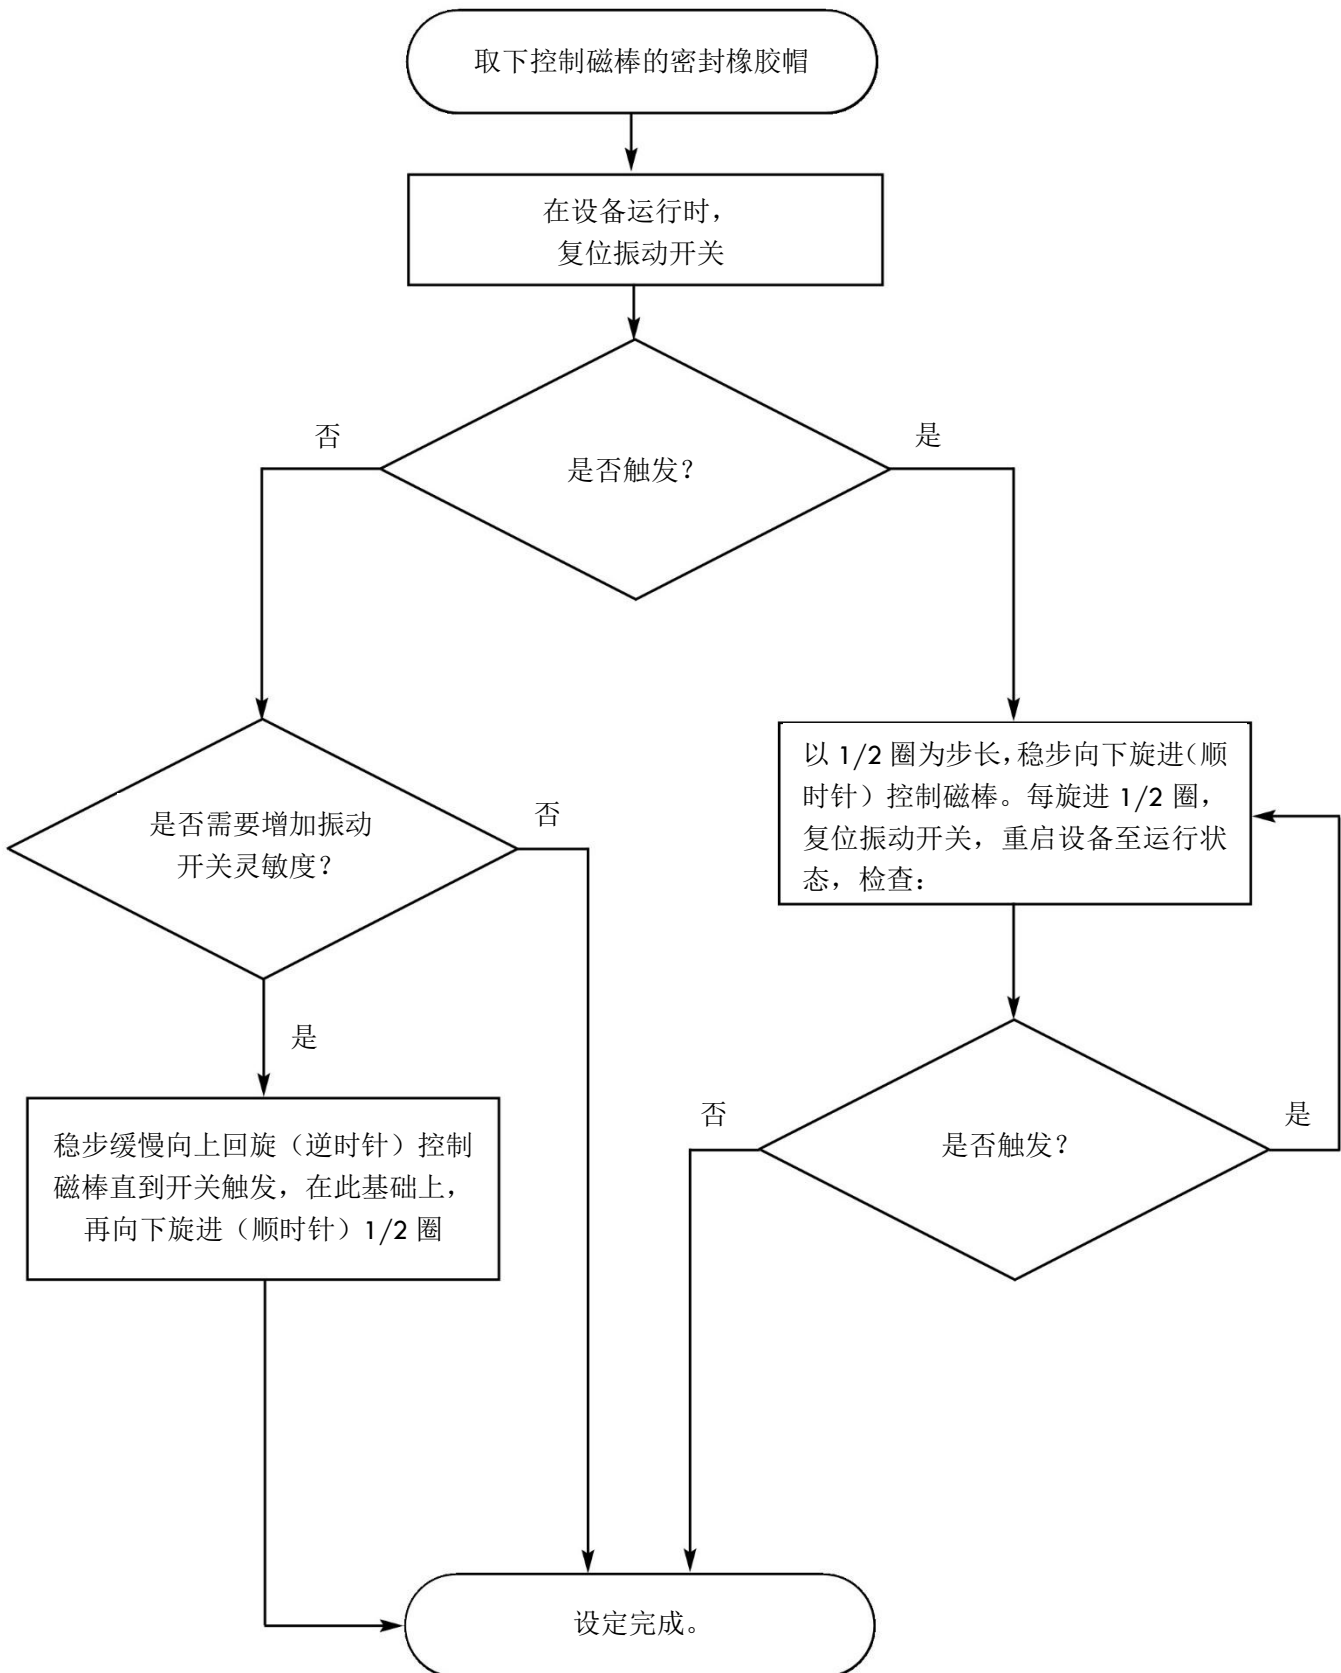 取下控制磁棒的密封橡胶帽
在设备运行时，
复位振动开关
否
是
是否触发？
以 1/2 圈为步长，稳步向下旋进（顺
时针）控制磁棒。每旋进 1/2 圈，
复位振动开关，重启设备至运行状
态，检查：
是否需要增加振动
开关灵敏度？
否
是
稳步缓慢向上回旋（逆时针）控制
磁棒直到开关触发，在此基础上，
再向下旋进（顺时针）1/2 圈
否
是
是否触发？
设定完成。